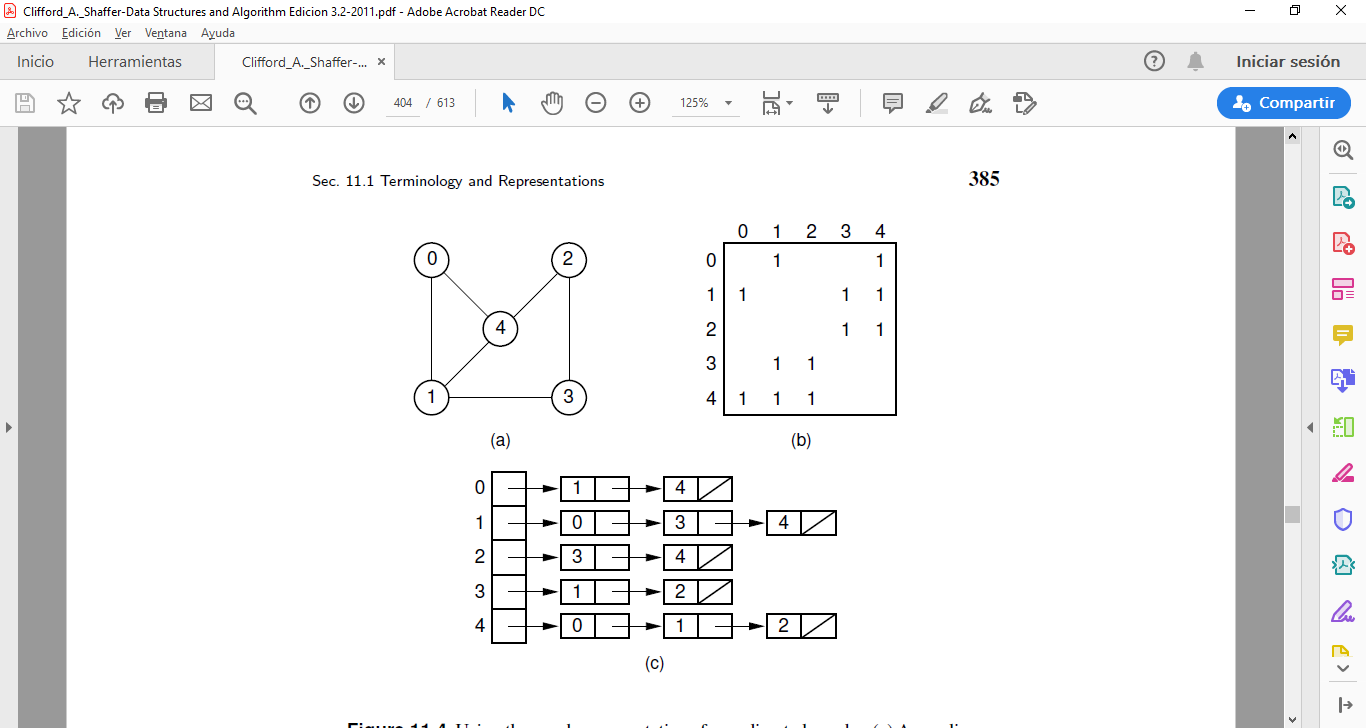 Clifford_A._Shaffer-Data Structures and Algorithm Edicion 3.2-2011.pdf - Adobe Acrobat Reader DC
Archivo Edición Ver Ventana Ayuda
Inicio Herramientas Clifford_A._Shaffer-... × ? Iniciar sesión
404 / 613 125% Compartir
Sec. 11.1 Terminology and Representations 385
0 2
4
1 3
(a)
0 1 2 3 4
0 1 1
1 1 1 1
2 1 1
3 1 1
4 1 1 1
(b)
0 1 4
1 0 3 4
2 3 4
3 1 2
4 0 1 2
(c)